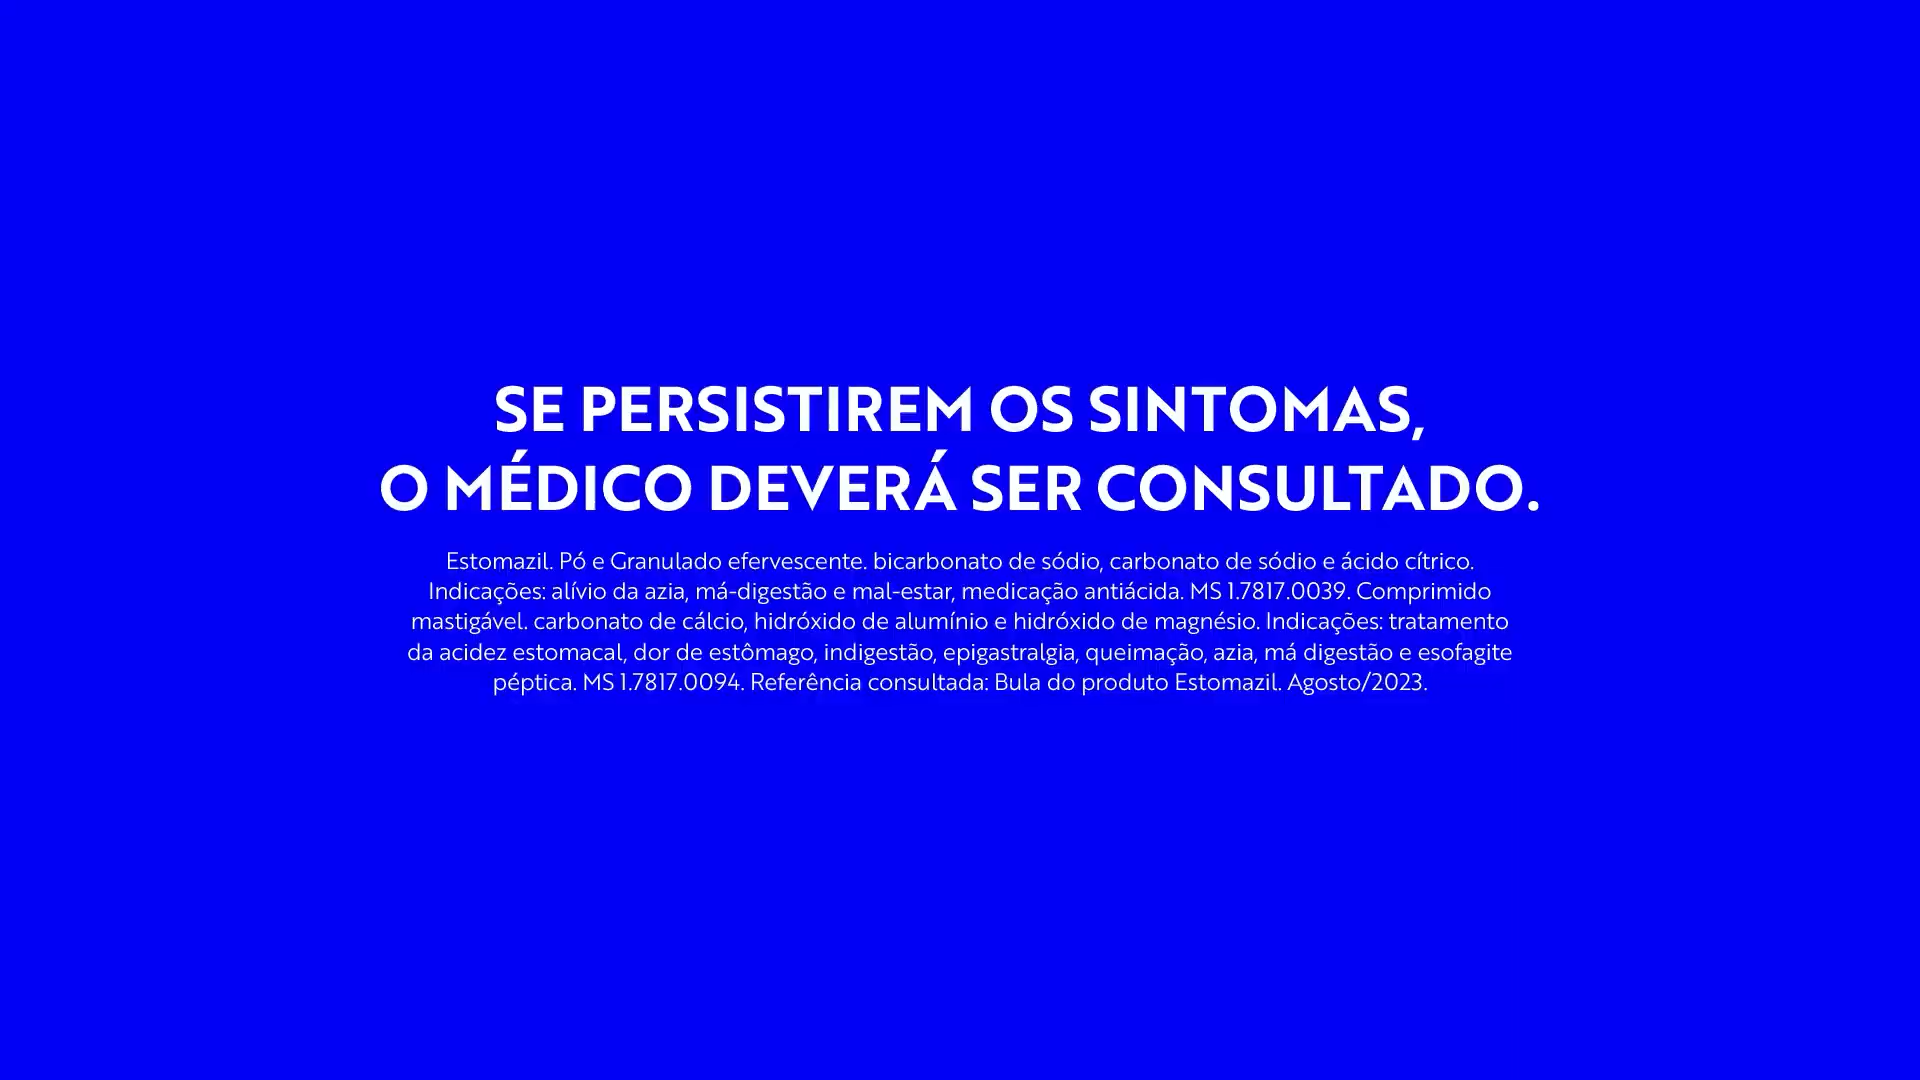 SE PERSISTIREM OS SINTOMAS,
O MÉDICO DEVERÁ SER CONSULTADO.
Estomazil. Pó e Granulado efervescente. bicarbonato de sódio, carbonato de sódio e ácido cítrico.
Indicações: alívio da azia, má-digestão e mal-estar, medicação antiácida. MS 1.7817.0039. Comprimido
mastigável. carbonato de cálcio, hidróxido de alumínio e hidróxido de magnésio. Indicações: tratamento
da acidez estomacal, dor de estômago, indigestão, epigastralgia, queimação, azia, má digestão e esofagite
péptica. MS 1.7817.0094. Referência consultada: Bula do produto Estomazil. Agosto/2023.